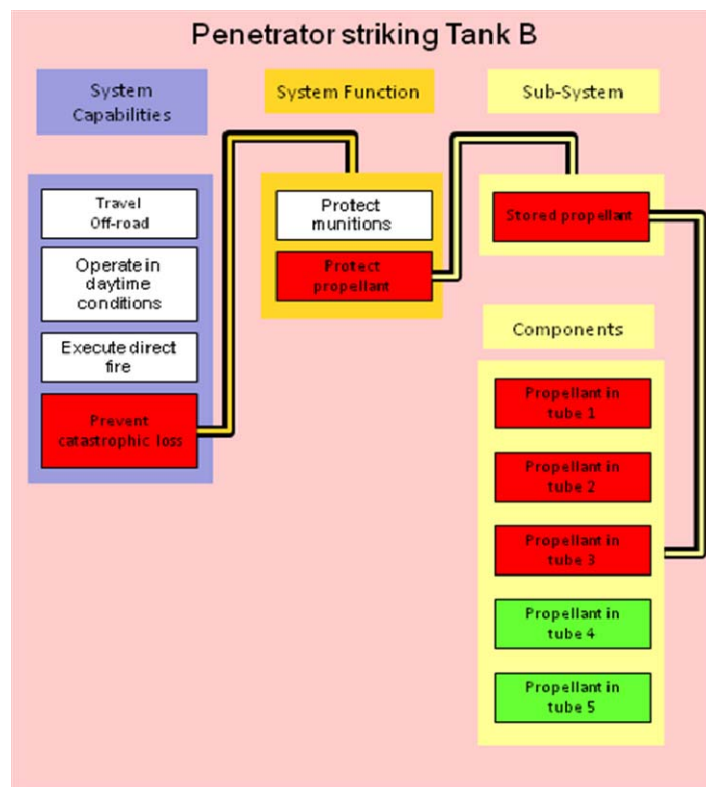 Penetrator striking Tank B
System
Capabilities
System Function
Sub-System
Travel
Off-road
Operate in
daytime
conditions
Execute direct
fire
Prevent
catastrophic loss
Protect
munitions
Protect
propellant
Stored propellant
Components
Propellant in
tube 1
Propellant in
tube 2
Propellant in
tube 3
Propellant in
tube 4
Propellant in
tube 5